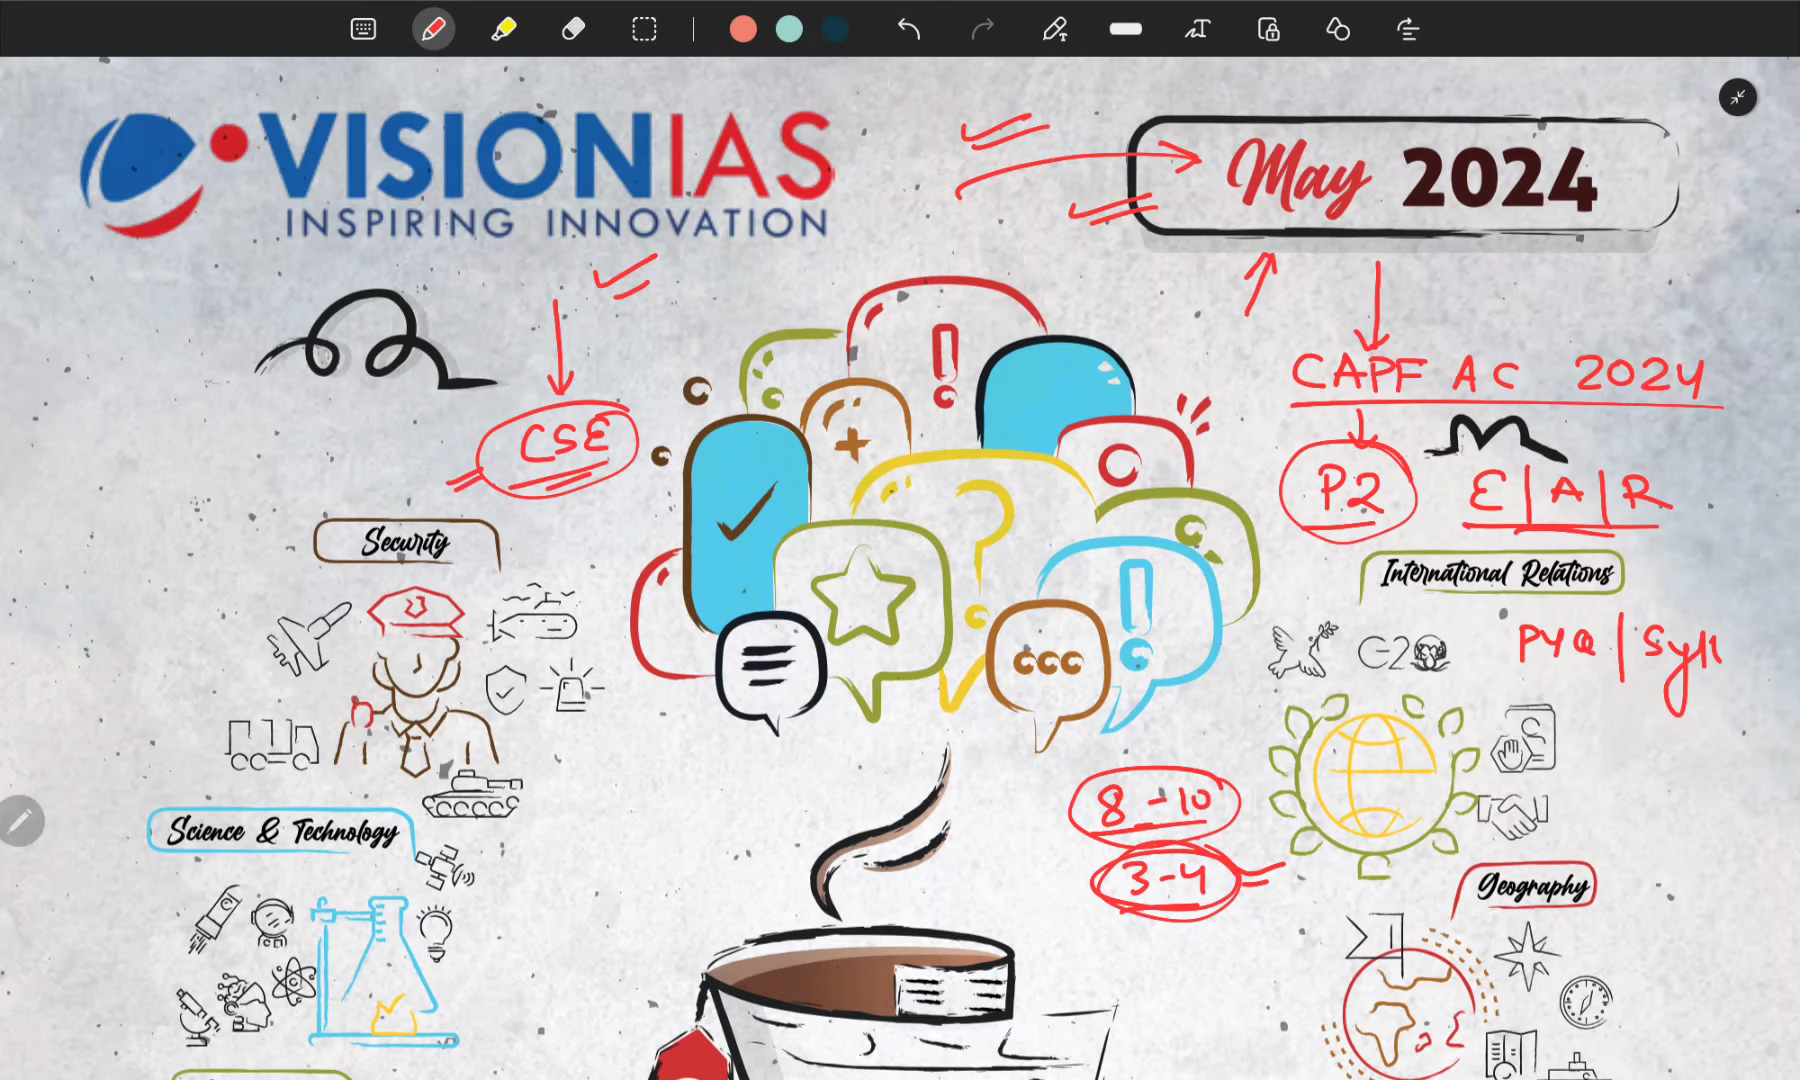 VISIONIAS
INSPIRING INNOVATION
May 2024
CAPF AC 2024
CSE
P2 E|A|R
Security
International Relations
PYQ |
G20
8-10
Science & Technology
3-4
Geography